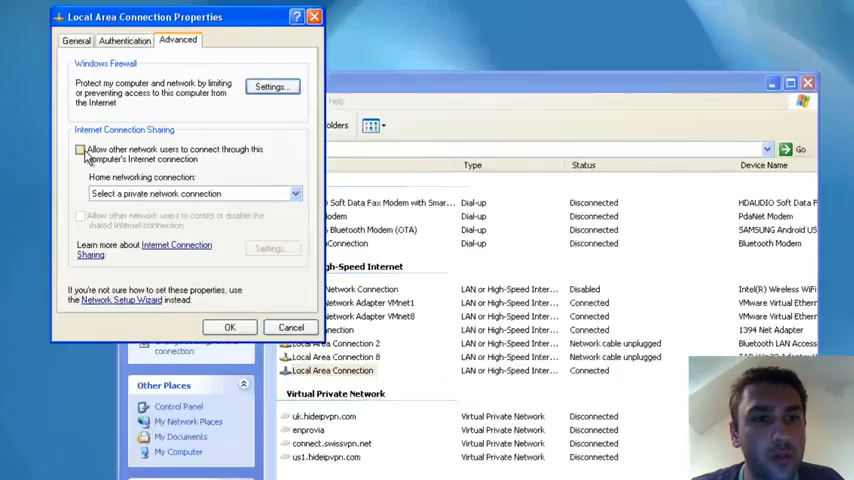 Local Area Connection Properties
General
Authentication
Advanced
Windows Firewall
Protect my computer and network by limiting
or preventing access to this computer from
the Internet
Settings...
Internet Connection Sharing
Allow other network users to connect through this
computer's Internet connection
Home networking connection:
Select a private network connection
Allow other network users to control or disable the
shared Internet connection
Learn more about Internet Connection
Sharing.
Settings...
If you're not sure how to set these properties, use
the Network Setup Wizard instead.
OK
Cancel
Help
olders
Go
Type
Status
Device Name
Soft Data Fax Modem with Smar... Dial-up Disconnected HDAUDIO Soft Data Fax
Modem Dial-up Disconnected PdaNet Modem
Bluetooth Modem (OTA) Dial-up Disconnected SAMSUNG Android US
Connection Dial-up Disconnected Bluetooth Modem
High-Speed Internet
Network Connection LAN or High-Speed Inter... Disabled Intel(R) Wireless WiFi
Network Adapter VMnet1 LAN or High-Speed Inter... Connected VMware Virtual Ethern
Network Adapter VMnet8 LAN or High-Speed Inter... Connected VMware Virtual Ethern
LAN or High-Speed Inter... Connected 1394 Net Adapter
Local Area Connection 2 LAN or High-Speed Inter... Network cable unplugged Bluetooth LAN Access
Local Area Connection 8 LAN or High-Speed Inter... Network cable unplugged
Local Area Connection LAN or High-Speed Inter... Connected
Virtual Private Network
uk.hideipvpn.com Virtual Private Network Disconnected
enprovia Virtual Private Network Disconnected
connect.swissvpn.net Virtual Private Network Disconnected
us1.hideipvpn.com Virtual Private Network Disconnected
connection
Other Places
Control Panel
My Network Places
My Documents
My Computer